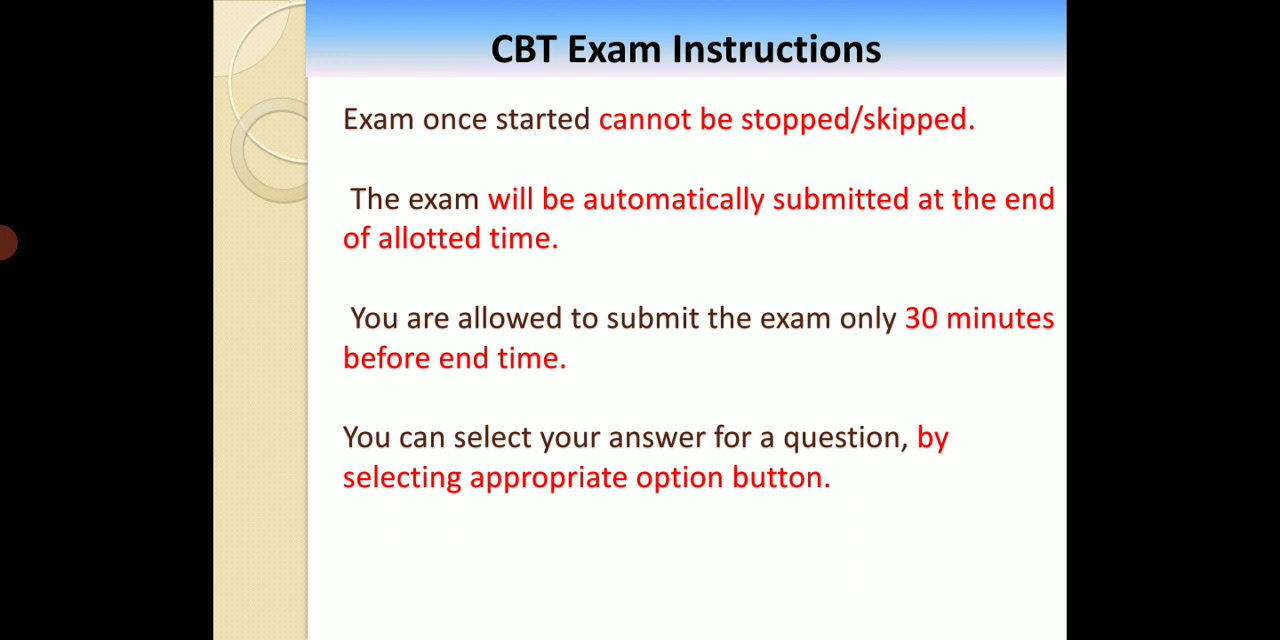 CBT Exam Instructions
Exam once started cannot be stopped/skipped.
The exam will be automatically submitted at the end
of allotted time.
You are allowed to submit the exam only 30 minutes
before end time.
You can select your answer for a question, by
selecting appropriate option button.